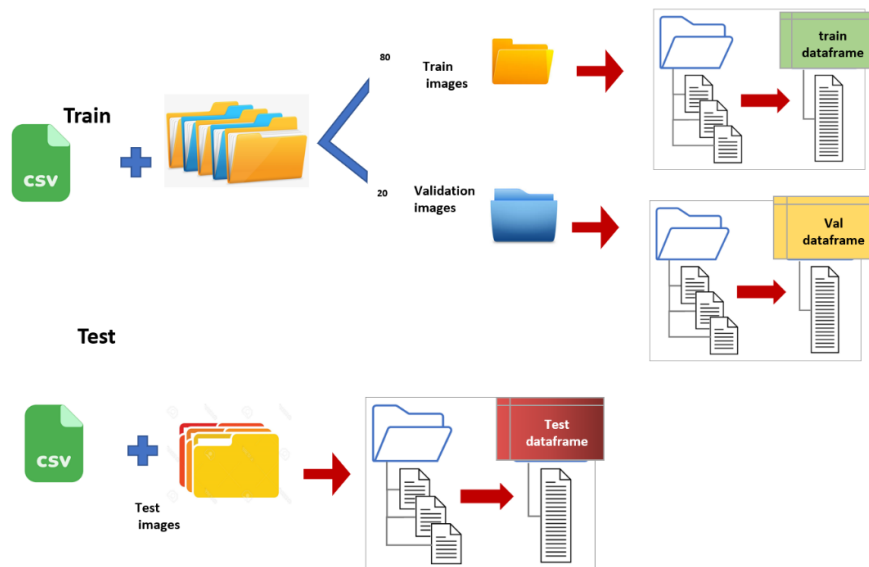 Train
CSV
80
Train
images
train
dataframe
20
Validation
images
Val
dataframe
Test
CSV
Test
images
Test
dataframe